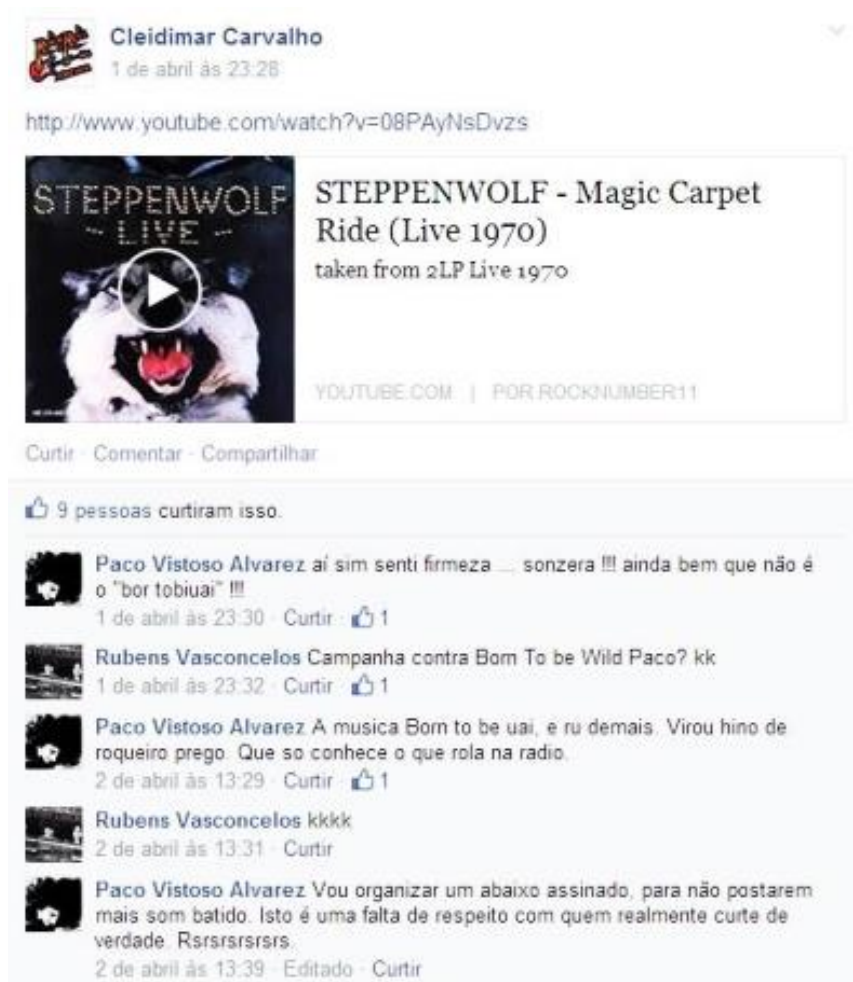 Cleidimar Carvalho
1 de abril às 23:28
http://www.youtube.com/watch?v=08PAyNsDvzs
STEPPENWOLF
~ LIVE ~
STEPPENWOLF - Magic Carpet
Ride (Live 1970)
taken from 2LP Live 1970
YOUTUBE.COM | POR ROCKNUMBER11
Curtir · Comentar · Compartilhar
9 pessoas curtiram isso.
Paco Vistoso Alvarez aí sim senti firmeza ... sonzera !!! ainda bem que não é
o "bor tobiuai" !!!
1 de abril às 23:30 · Curtir · 1
Rubens Vasconcelos Campanha contra Born To be Wild Paco? kk
1 de abril às 23:32 · Curtir · 1
Paco Vistoso Alvarez A musica Born to be uai, e ru demais. Virou hino de
roqueiro prego. Que so conhece o que rola na radio.
2 de abril às 13:29 · Curtir · 1
Rubens Vasconcelos kkkk
2 de abril às 13:31 · Curtir
Paco Vistoso Alvarez Vou organizar um abaixo assinado, para não postarem
mais som batido. Isto é uma falta de respeito com quem realmente curte de
verdade. Rsrsrsrsrsrs.
2 de abril às 13:39 · Editado · Curtir